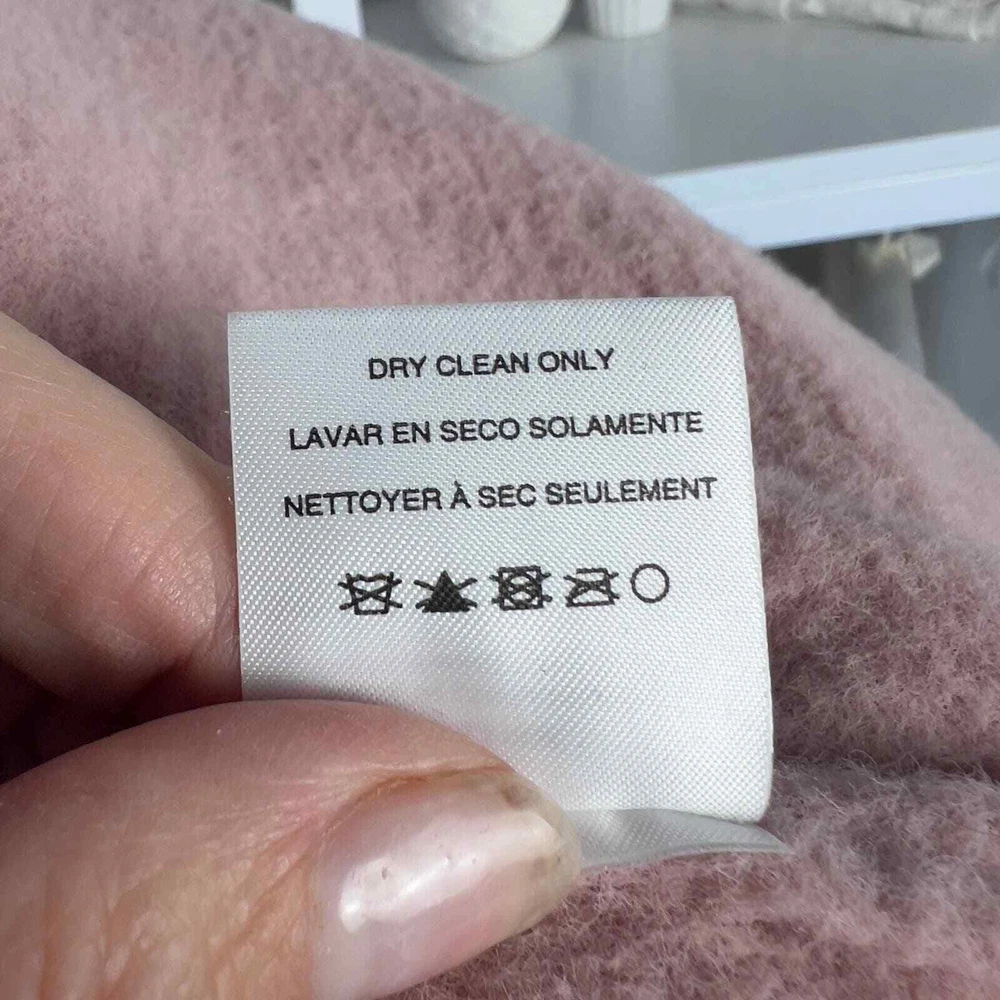 DRY CLEAN ONLY
LAVAR EN SECO SOLAMENTE
NETTOYER À SEC SEULEMENT